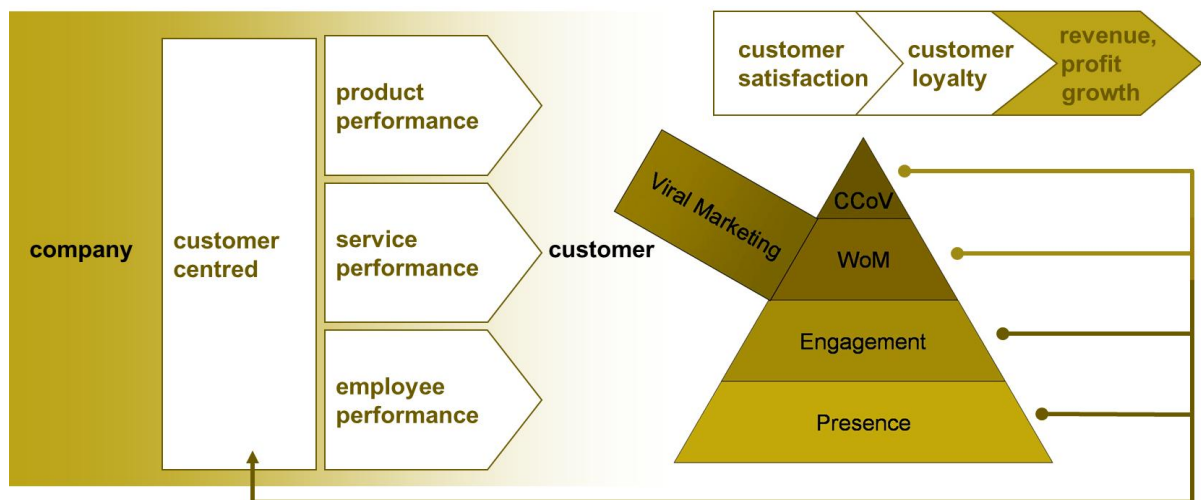 company
customer
centred
product
performance
service
performance
employee
performance
customer
customer
satisfaction
customer
loyalty
revenue,
profit
growth
Viral Marketing
CCoV
WoM
Engagement
Presence